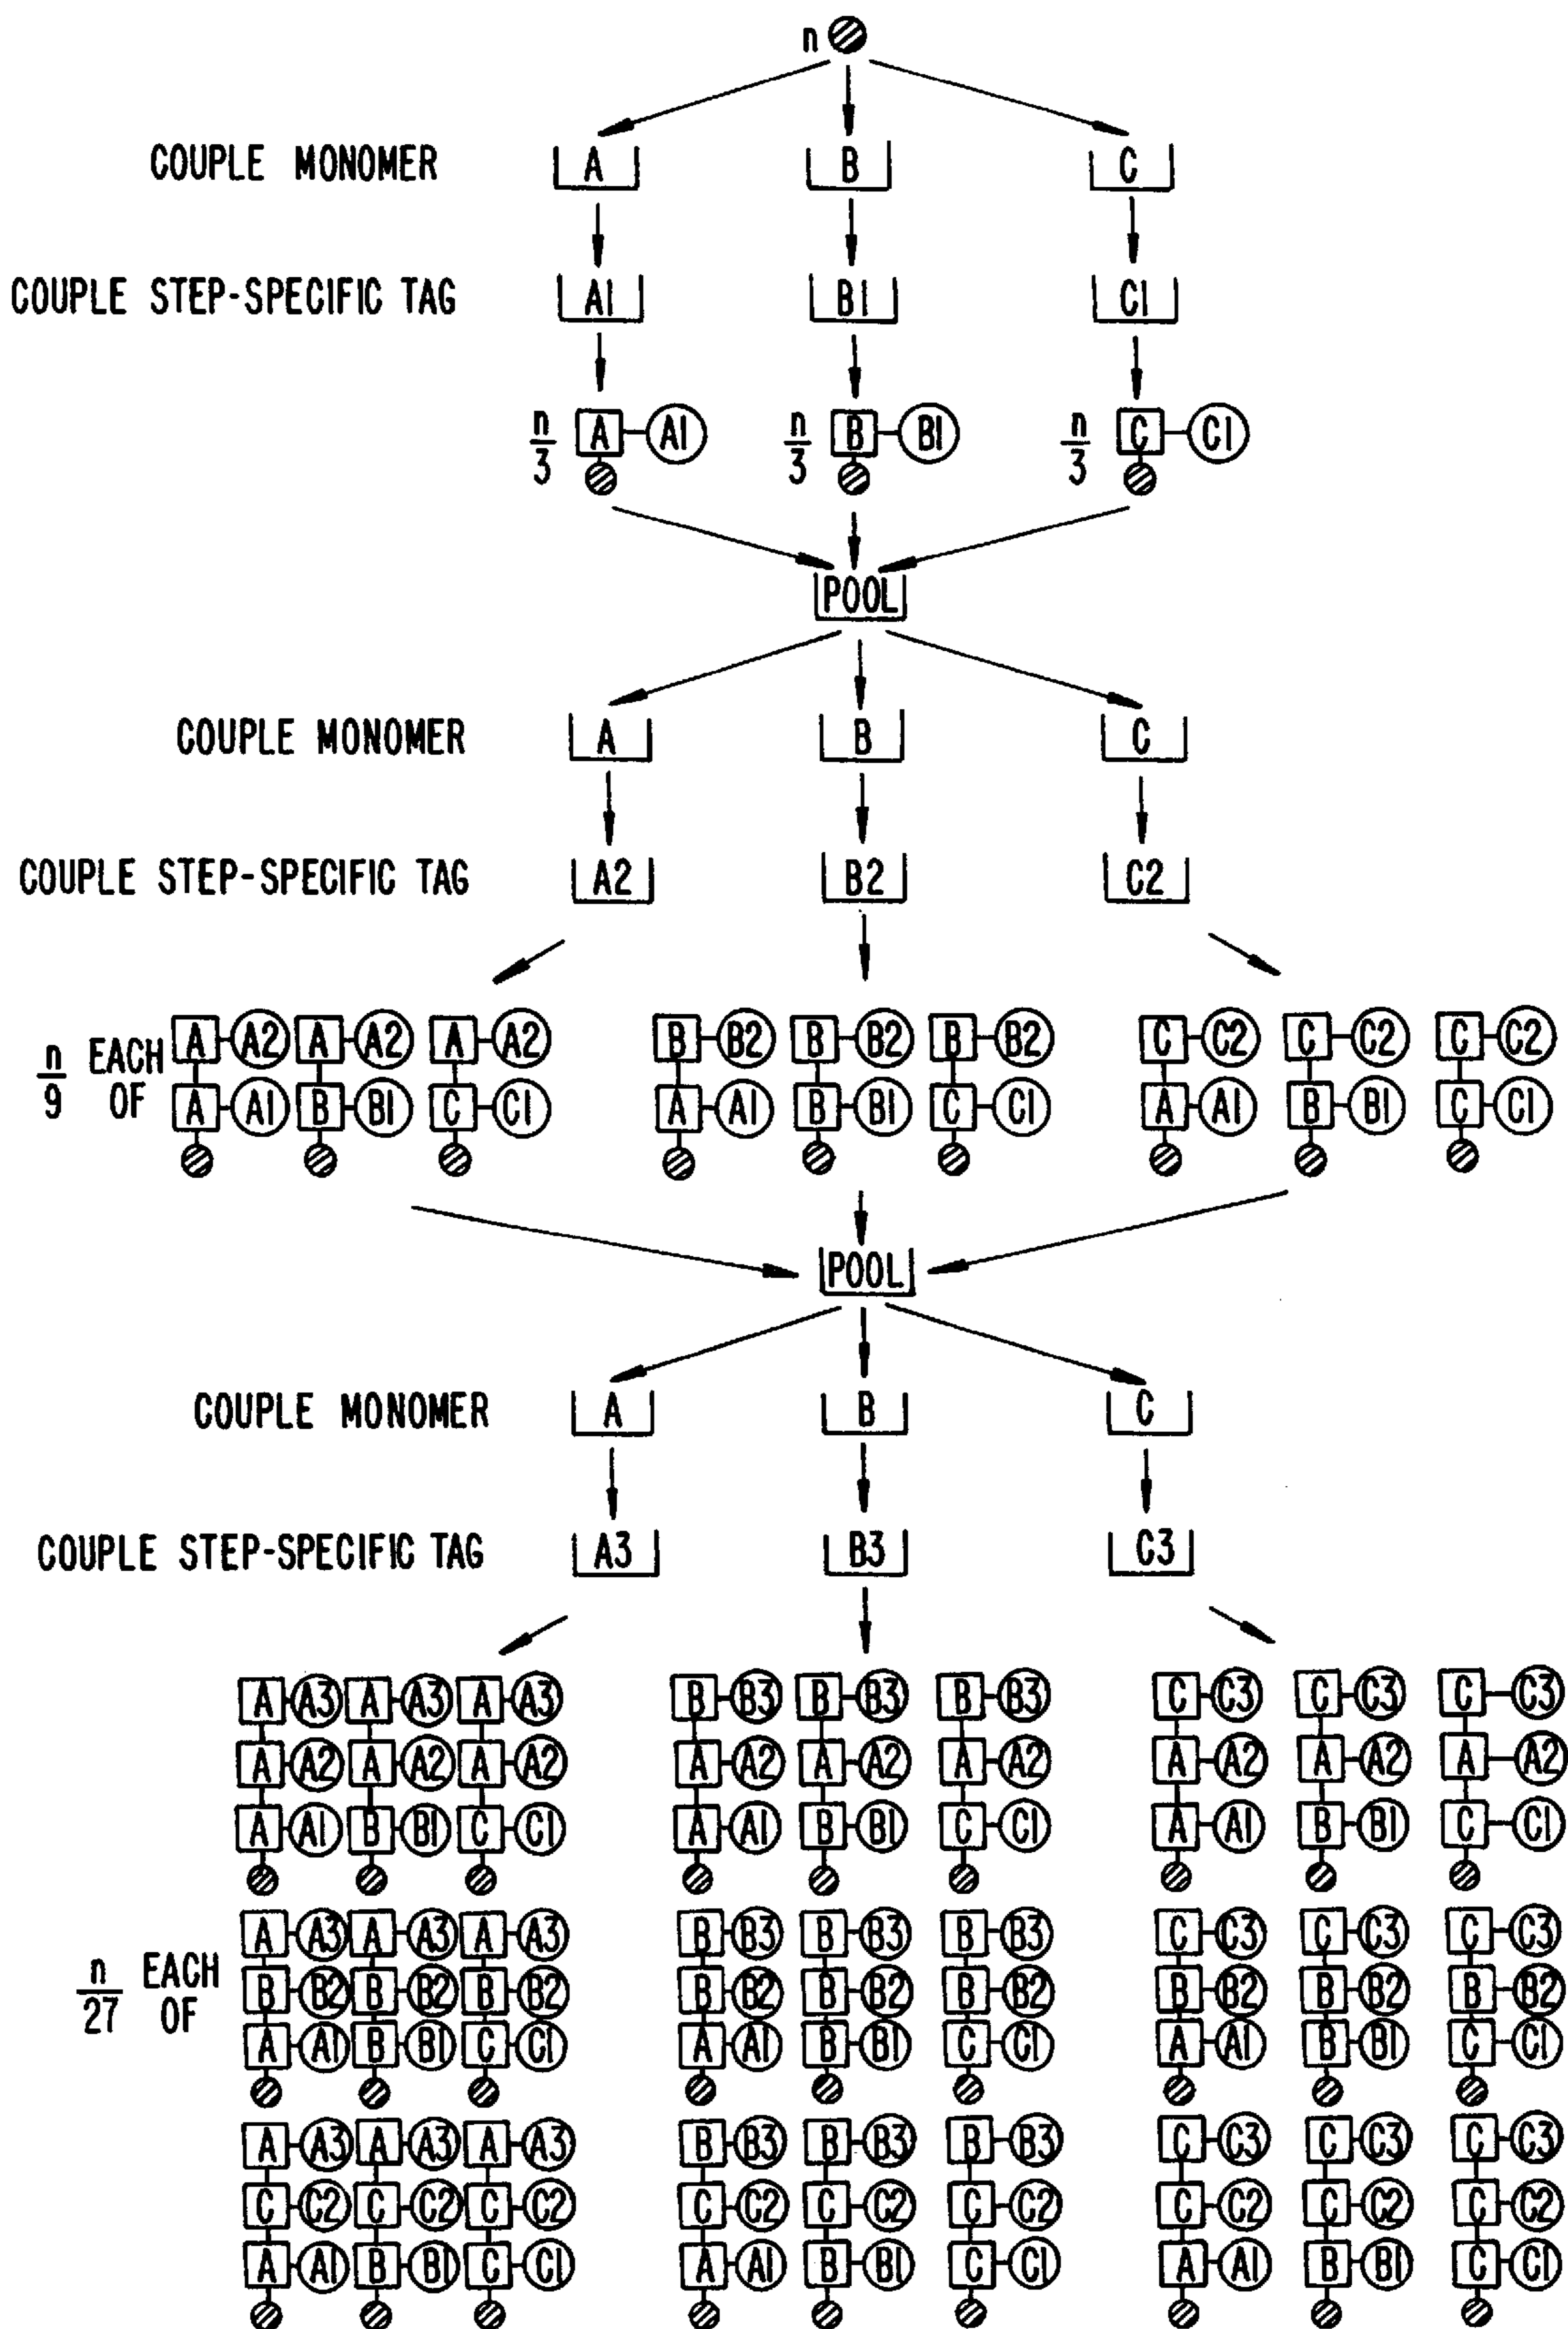 n
COUPLE MONOMER A B C
COUPLE STEP-SPECIFIC TAG A1 B1 C1
n/3 A A1 n/3 B B1 n/3 C C1
POOL
COUPLE MONOMER A B C
COUPLE STEP-SPECIFIC TAG A2 B2 C2
A A2 A A2 A A2 B B2 B B2 B B2 C C2 C C2 C C2
n/9 EACH OF
A A1 B B1 C C1 A A1 B B1 C C1 A A1 B B1 C C1
POOL
COUPLE MONOMER A B C
COUPLE STEP-SPECIFIC TAG A3 B3 C3
A A3 A A3 A A3 B B3 B B3 B B3 C C3 C C3 C C3
A A2 A A2 A A2 A A2 A A2 A A2 A A2 A A2 A A2
A A1 B B1 C C1 A A1 B B1 C C1 A A1 B B1 C C1
A A3 A A3 A A3 B B3 B B3 B B3 C C3 C C3 C C3
n/27 EACH OF
B B2 B B2 B B2 B B2 B B2 B B2 B B2 B B2 B B2
A A1 B B1 C C1 A A1 B B1 C C1 A A1 B B1 C C1
A A3 A A3 A A3 B B3 B B3 B B3 C C3 C C3 C C3
C C2 C C2 C C2 C C2 C C2 C C2 C C2 C C2 C C2
A A1 B B1 C C1 A A1 B B1 C C1 A A1 B B1 C C1